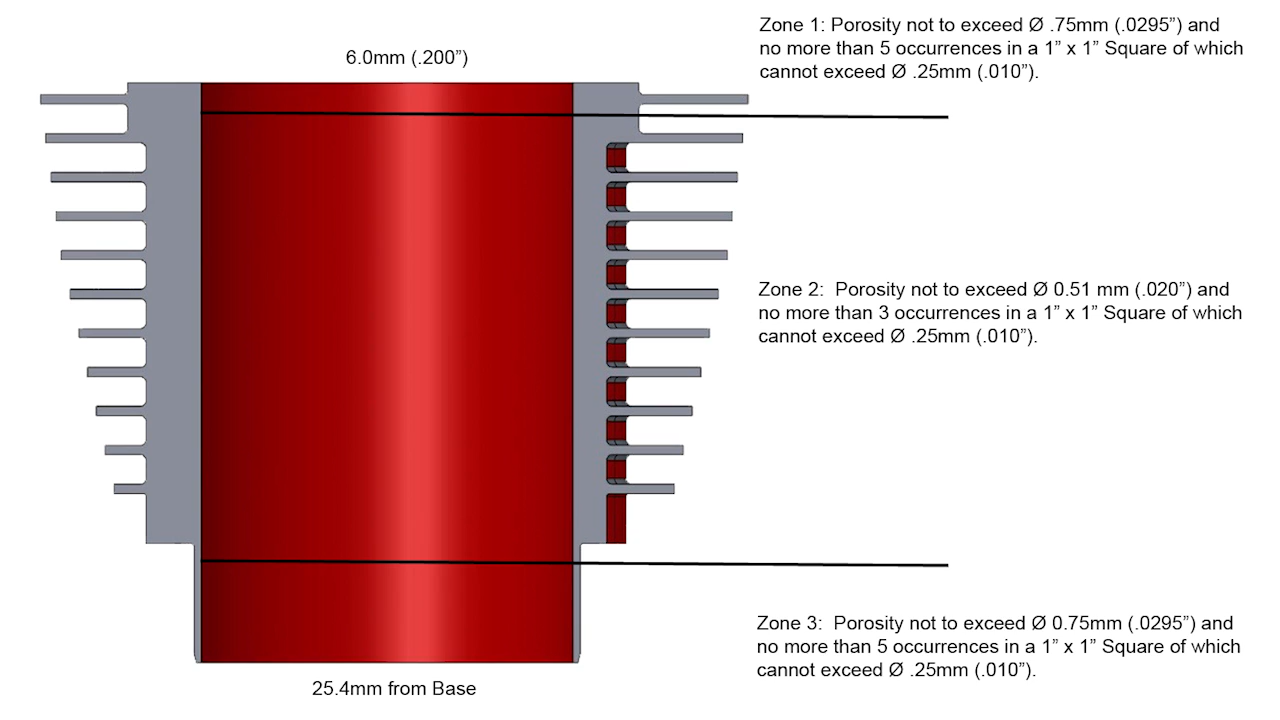 Zone 1: Porosity not to exceed Ø .75mm (.0295”) and
no more than 5 occurrences in a 1” x 1” Square of which
cannot exceed Ø .25mm (.010”).
6.0mm (.200”)
Zone 2:  Porosity not to exceed Ø 0.51 mm (.020”) and
no more than 3 occurrences in a 1” x 1” Square of which
cannot exceed Ø .25mm (.010”).
Zone 3:  Porosity not to exceed Ø 0.75mm (.0295”) and
no more than 5 occurrences in a 1” x 1” Square of which
cannot exceed Ø .25mm (.010”).
25.4mm from Base